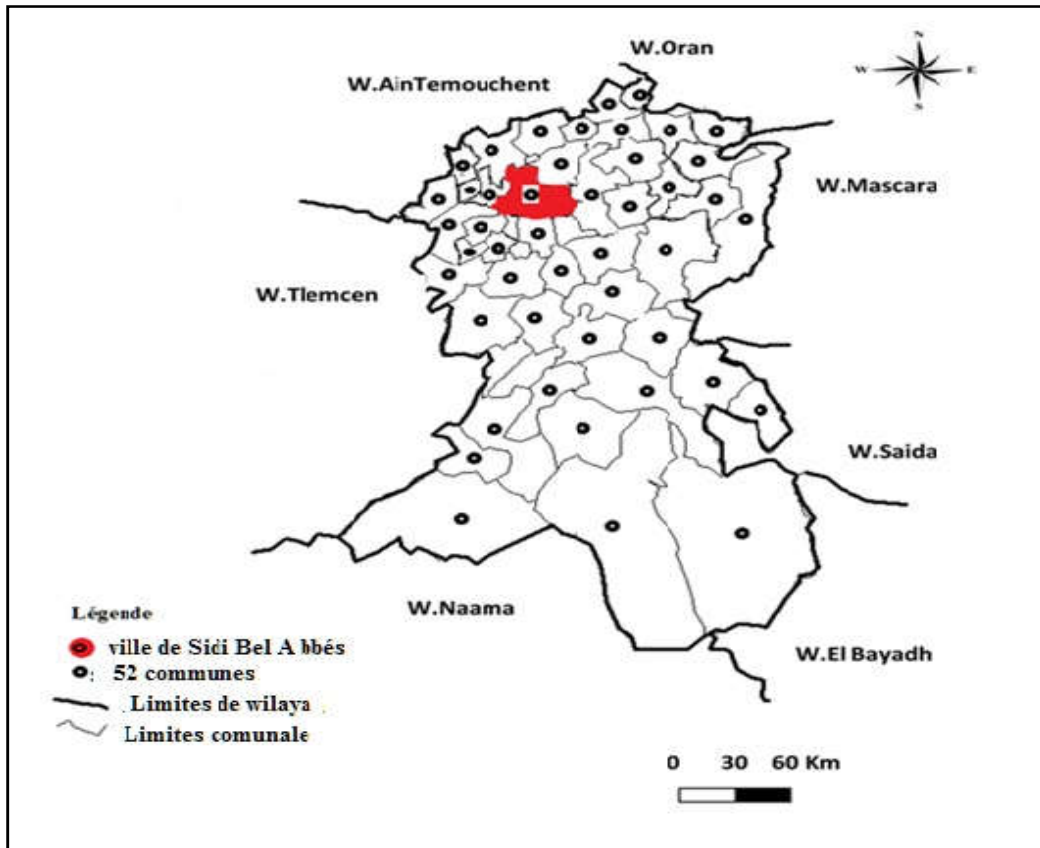 W.Oran
W.AinTemouchent
N
W E
S
W.Mascara
W.Tlemcen
W.Saida
W.Naama
W.El Bayadh
Légende
ville de Sidi Bel A bbés
: 52 communes
. Limites de wilaya .
Limites comunale
0 30 60 Km